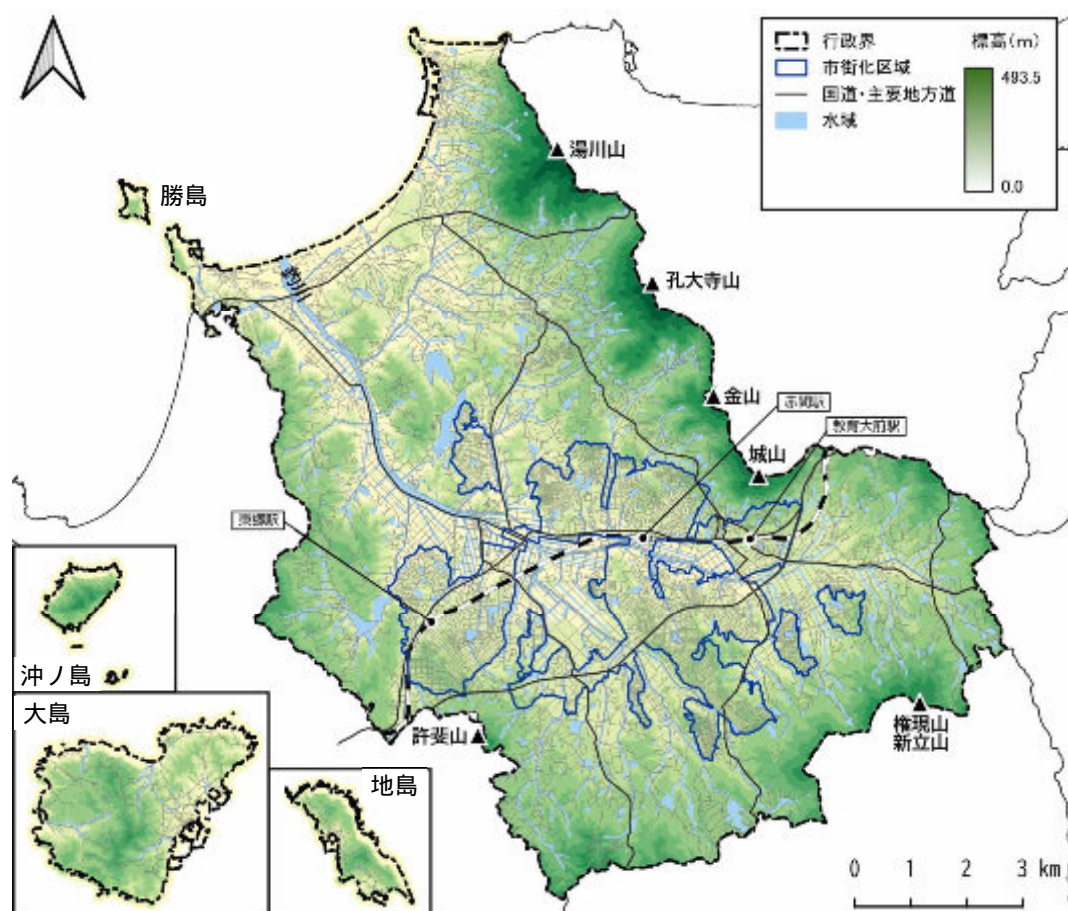 行政界
市街化区域
国道・主要地方道
水域
標高(m)
493.5
0.0
湯川山
勝島
釣川
孔大寺山
金山
赤間駅
教育大前駅
城山
東郷駅
沖ノ島
大島
許斐山
権現山
新立山
地島
0 1 2 3 km